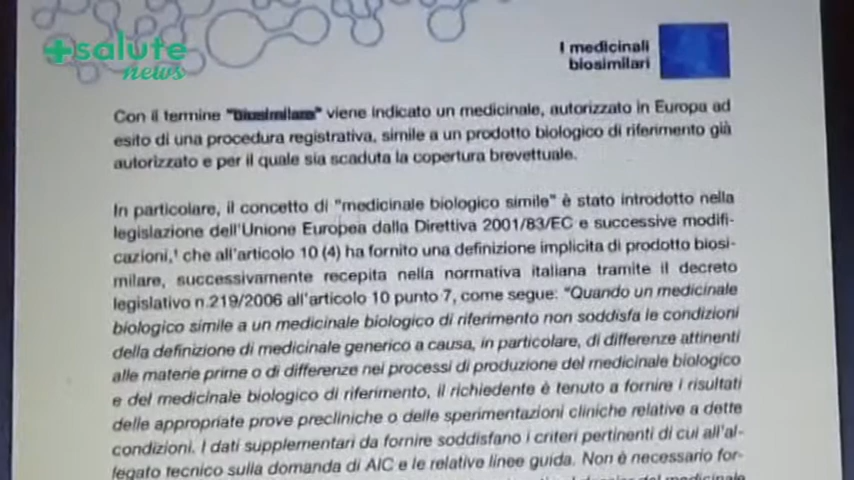 +salute
news
I medicinali
biosimilari
Con il termine "biosimilare" viene indicato un medicinale, autorizzato in Europa ad
esito di una procedura registrativa, simile a un prodotto biologico di riferimento già
autorizzato e per il quale sia scaduta la copertura brevettuale.
In particolare, il concetto di "medicinale biologico simile" è stato introdotto nella
legislazione dell'Unione Europea dalla Direttiva 2001/83/EC e successive modifi-
cazioni,¹ che all'articolo 10 (4) ha fornito una definizione implicita di prodotto biosi-
milare, successivamente recepita nella normativa italiana tramite il decreto
legislativo n.219/2006 all'articolo 10 punto 7, come segue: "Quando un medicinale
biologico simile a un medicinale biologico di riferimento non soddisfa le condizioni
della definizione di medicinale generico a causa, in particolare, di differenze attinenti
alle materie prime o di differenze nei processi di produzione del medicinale biologico
e del medicinale biologico di riferimento, il richiedente è tenuto a fornire i risultati
delle appropriate prove precliniche o delle sperimentazioni cliniche relative a dette
condizioni. I dati supplementari da fornire soddisfano i criteri pertinenti di cui all'al-
legato tecnico sulla domanda di AIC e le relative linee guida. Non è necessario for-